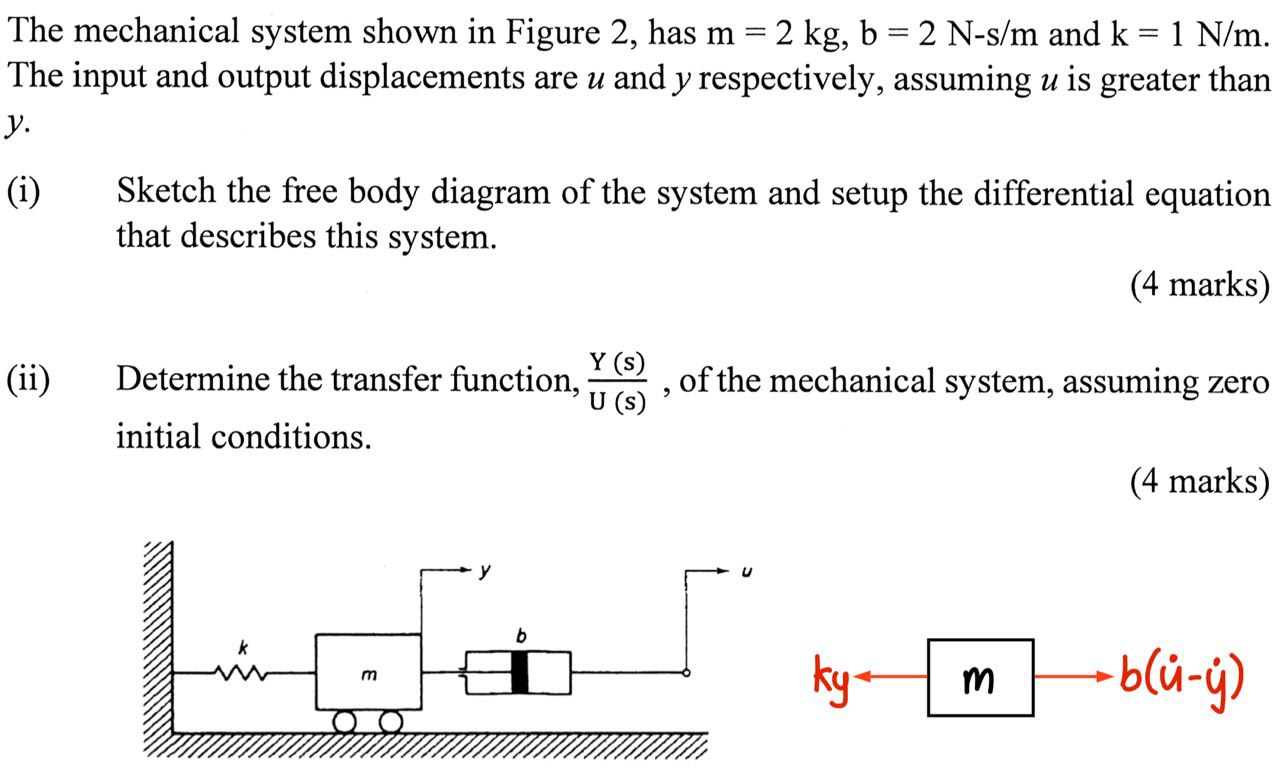 The mechanical system shown in Figure 2, has m = 2 kg, b = 2 N-s/m and k = 1 N/m.
The input and output displacements are u and y respectively, assuming u is greater than
y.
(i) Sketch the free body diagram of the system and setup the differential equation
that describes this system.
(4 marks)
(ii) Determine the transfer function, Y (s) / U (s) , of the mechanical system, assuming zero
initial conditions.
(4 marks)
y
u
k
b
m
ky
m
b(u̇-ẏ)